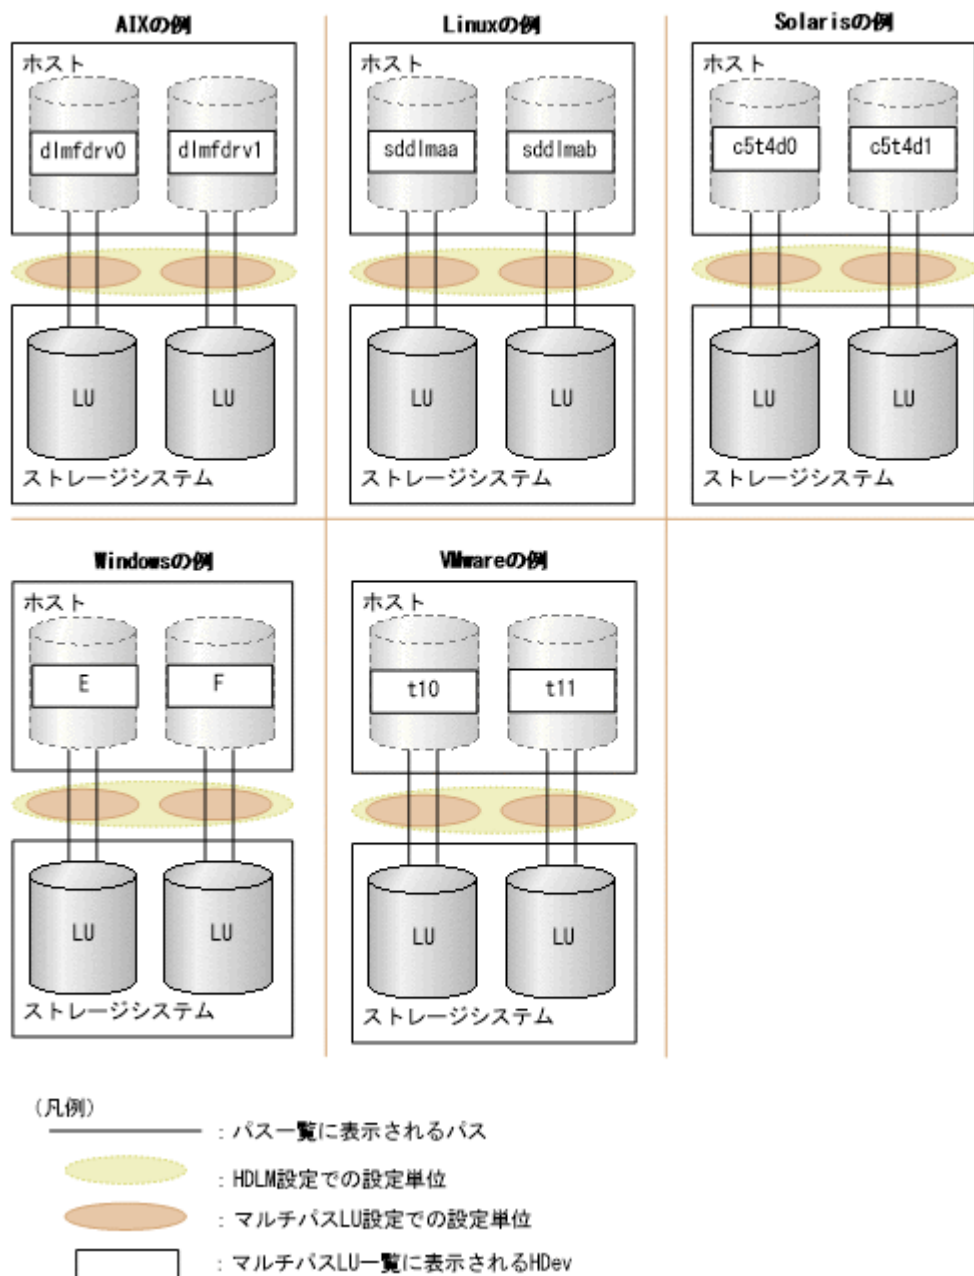 AIXの例
ホスト
dlmfdrv0
dlmfdrv1
LU
LU
ストレージシステム
Linuxの例
ホスト
sddlmaa
sddlmab
LU
LU
ストレージシステム
Solarisの例
ホスト
c5t4d0
c5t4d1
LU
LU
ストレージシステム
Windowsの例
ホスト
E
F
LU
LU
ストレージシステム
VMwareの例
ホスト
t10
t11
LU
LU
ストレージシステム
(凡例)
：パス一覧に表示されるパス
：HDLM設定での設定単位
：マルチパスLU設定での設定単位
：マルチパスLU一覧に表示されるHDev